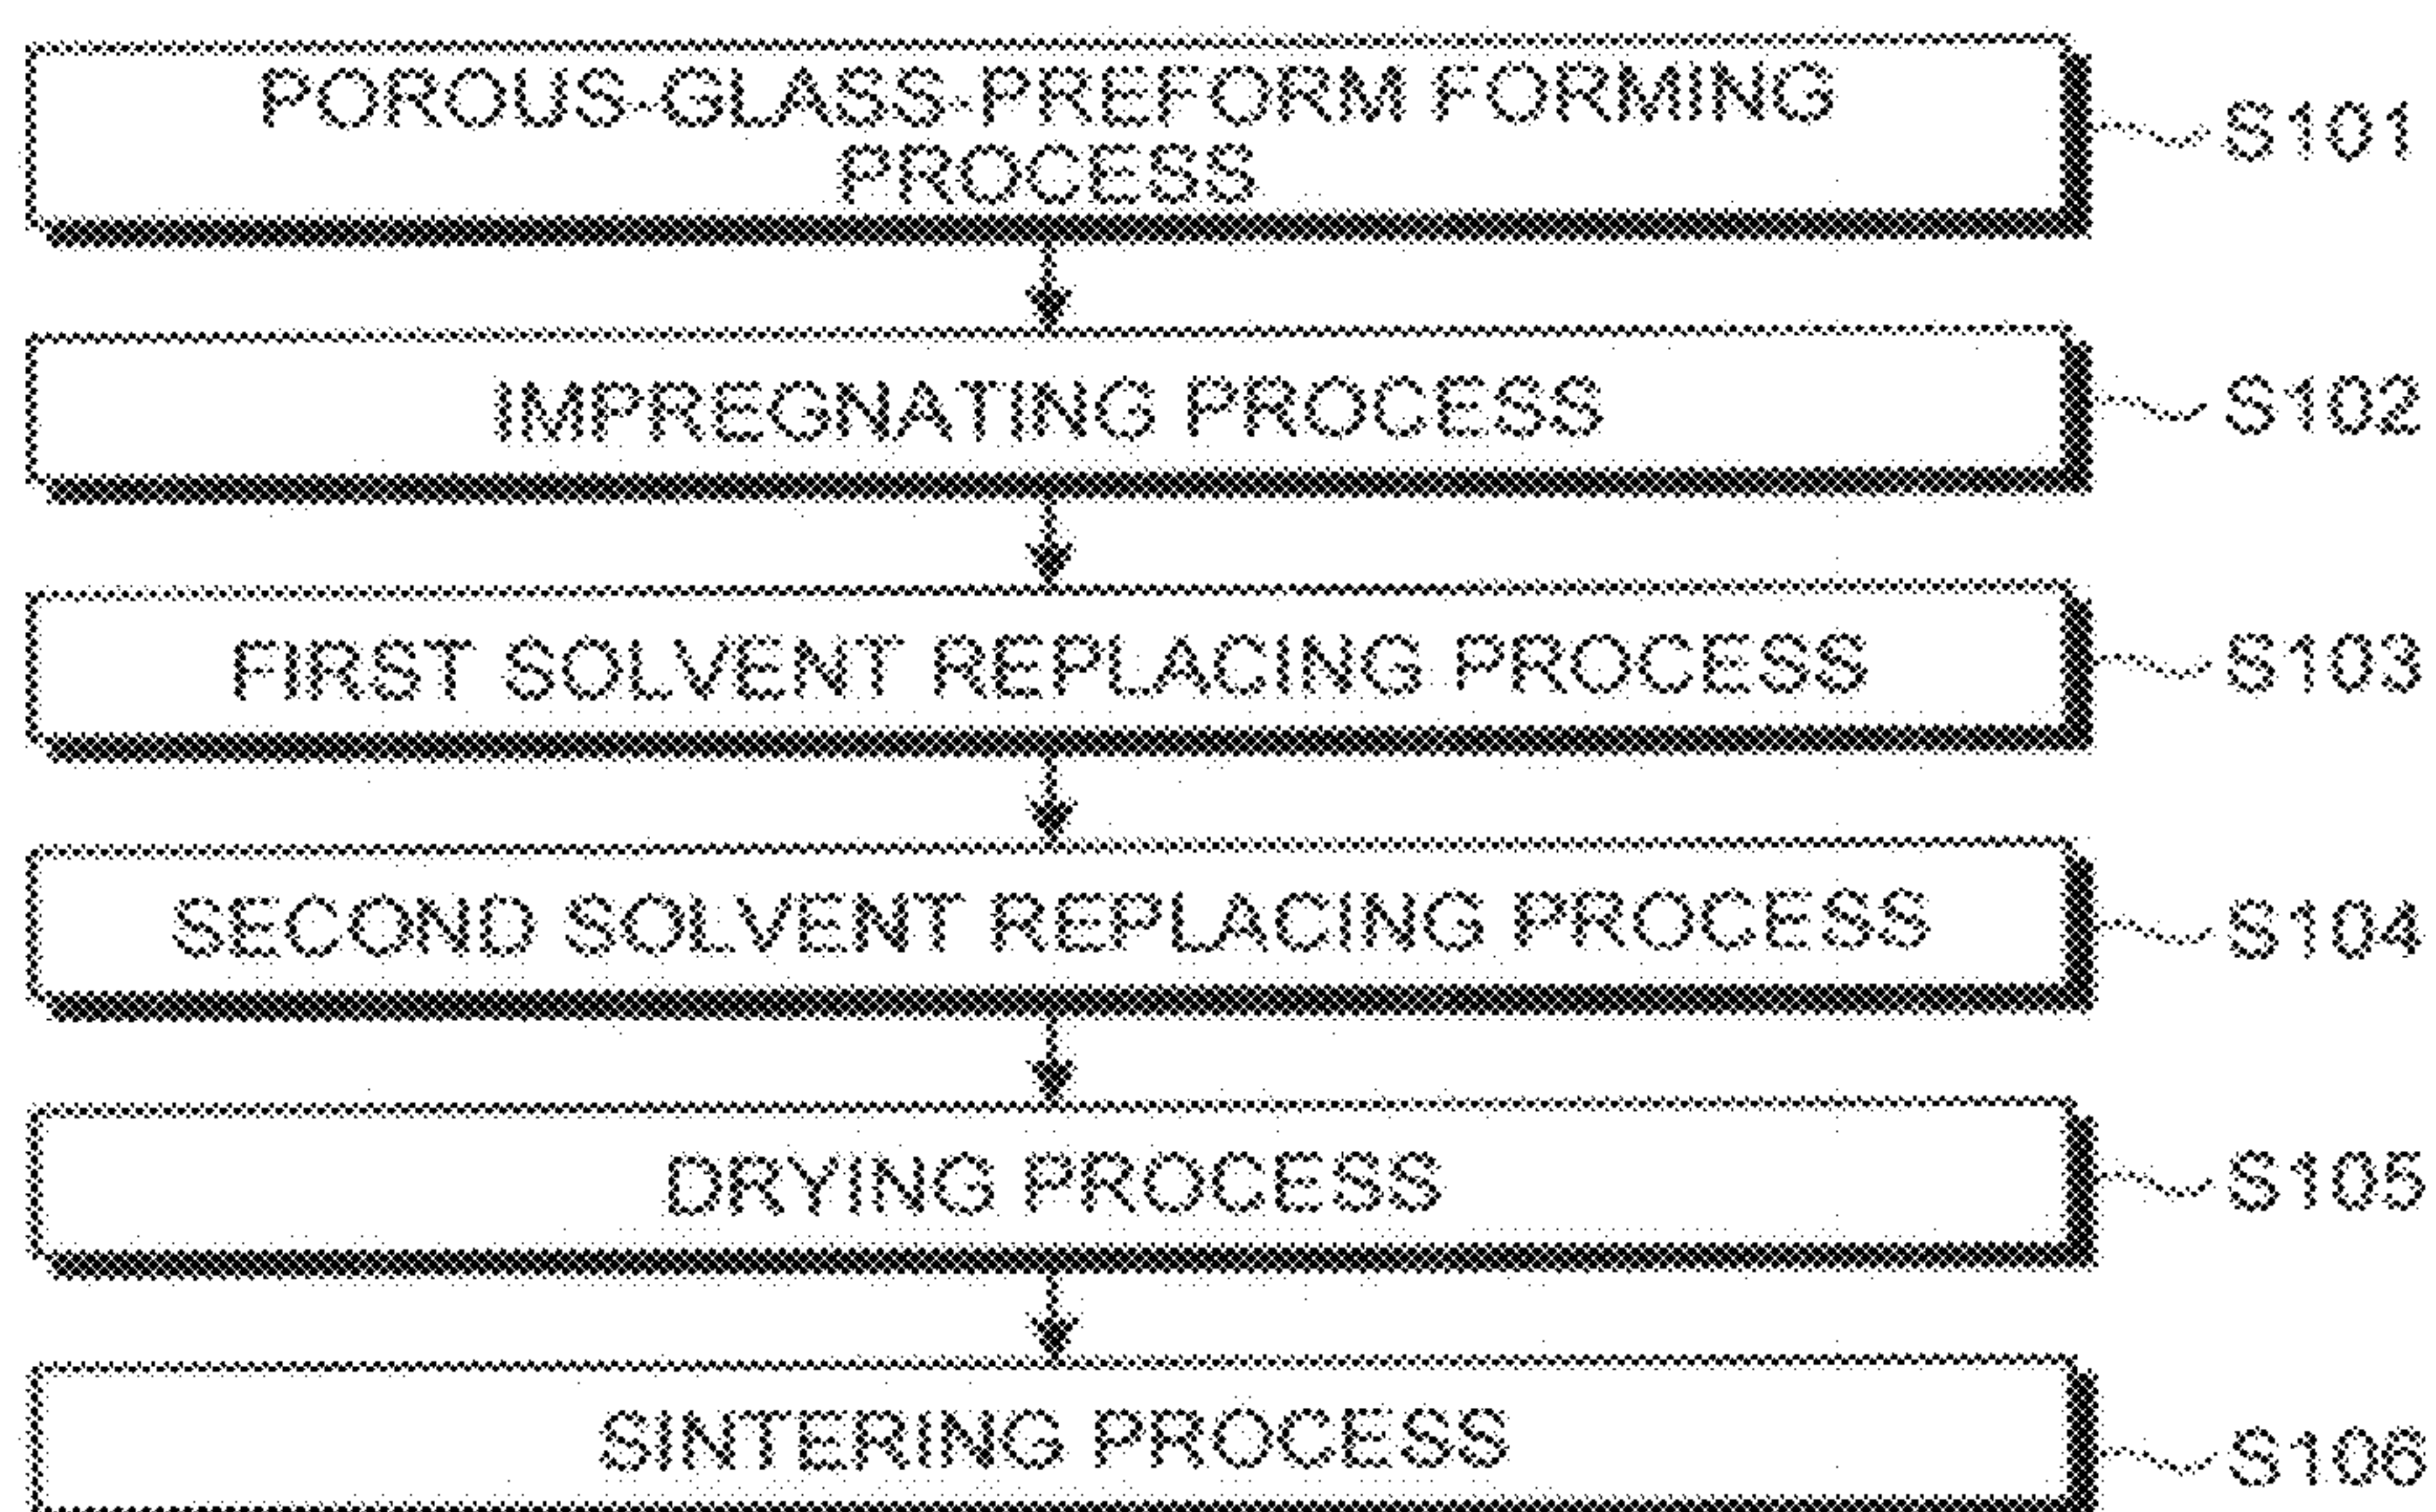 POROUS-GLASS-PREFORM FORMING
PROCESS
S101
IMPREGNATING PROCESS
S102
FIRST SOLVENT REPLACING PROCESS
S103
SECOND SOLVENT REPLACING PROCESS
S104
DRYING PROCESS
S105
SINTERING PROCESS
S106